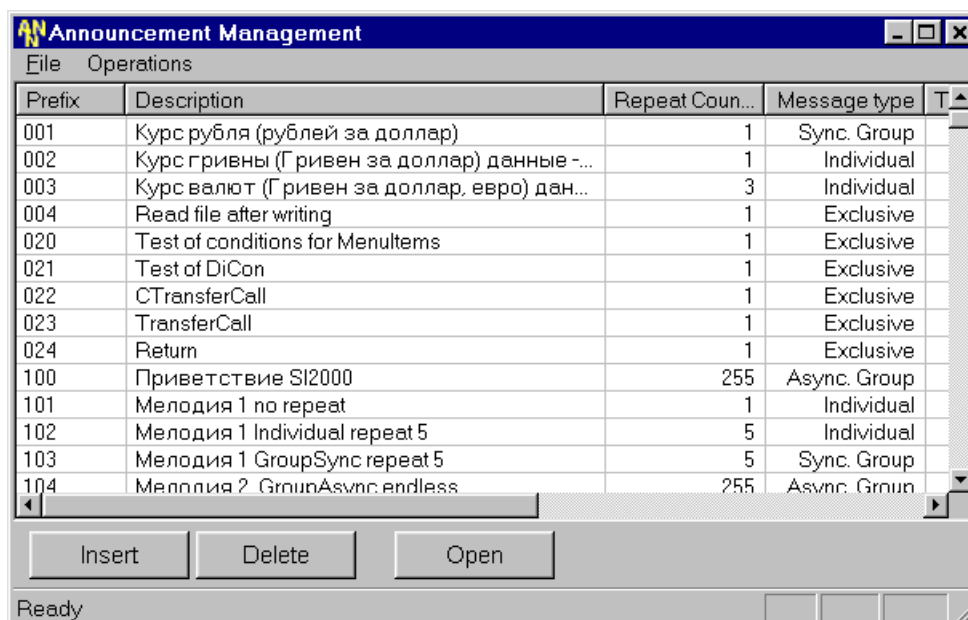 ANN Announcement Management
File Operations
Prefix Description Repeat Coun... Message type T
001 Курс рубля (рублей за доллар) 1 Sync. Group
002 Курс гривны (Гривен за доллар) данные -... 1 Individual
003 Курс валют (Гривен за доллар, евро) дан... 3 Individual
004 Read file after writing 1 Exclusive
020 Test of conditions for MenuItems 1 Exclusive
021 Test of DiCon 1 Exclusive
022 CTransferCall 1 Exclusive
023 TransferCall 1 Exclusive
024 Return 1 Exclusive
100 Приветствие SI2000 255 Async. Group
101 Мелодия 1 no repeat 1 Individual
102 Мелодия 1 Individual repeat 5 5 Individual
103 Мелодия 1 GroupSync repeat 5 5 Sync. Group
104 Мелодия 2 GroupAsync endless 255 Async. Group
Insert Delete Open
Ready